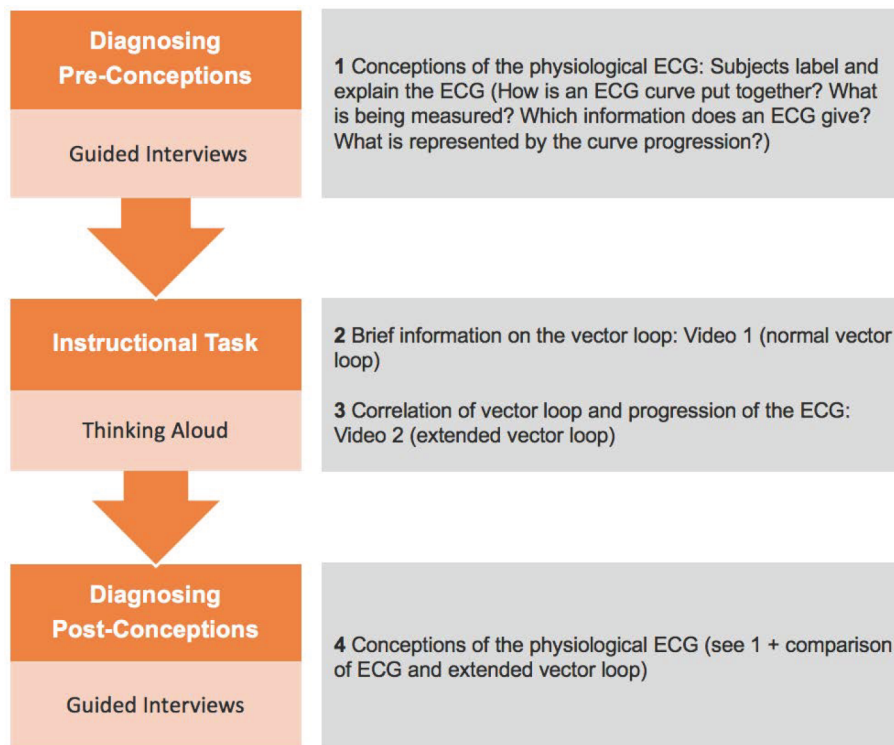 Diagnosing
Pre-Conceptions
Guided Interviews
1 Conceptions of the physiological ECG: Subjects label and
explain the ECG (How is an ECG curve put together? What
is being measured? Which information does an ECG give?
What is represented by the curve progression?)
Instructional Task
Thinking Aloud
2 Brief information on the vector loop: Video 1 (normal vector
loop)
3 Correlation of vector loop and progression of the ECG:
Video 2 (extended vector loop)
Diagnosing
Post-Conceptions
Guided Interviews
4 Conceptions of the physiological ECG (see 1 + comparison
of ECG and extended vector loop)